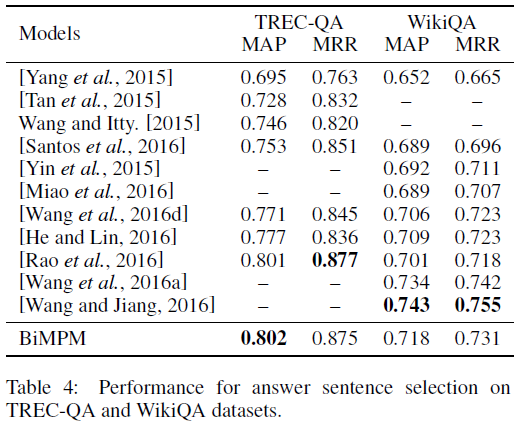 Models TREC-QA WikiQA
MAP MRR MAP MRR
[Yang et al., 2015] 0.695 0.763 0.652 0.665
[Tan et al., 2015] 0.728 0.832 – –
Wang and Itty. [2015] 0.746 0.820 – –
[Santos et al., 2016] 0.753 0.851 0.689 0.696
[Yin et al., 2015] – – 0.692 0.711
[Miao et al., 2016] – – 0.689 0.707
[Wang et al., 2016d] 0.771 0.845 0.706 0.723
[He and Lin, 2016] 0.777 0.836 0.709 0.723
[Rao et al., 2016] 0.801 0.877 0.701 0.718
[Wang et al., 2016a] – – 0.734 0.742
[Wang and Jiang, 2016] – – 0.743 0.755
BiMPM 0.802 0.875 0.718 0.731
Table 4: Performance for answer sentence selection on
TREC-QA and WikiQA datasets.